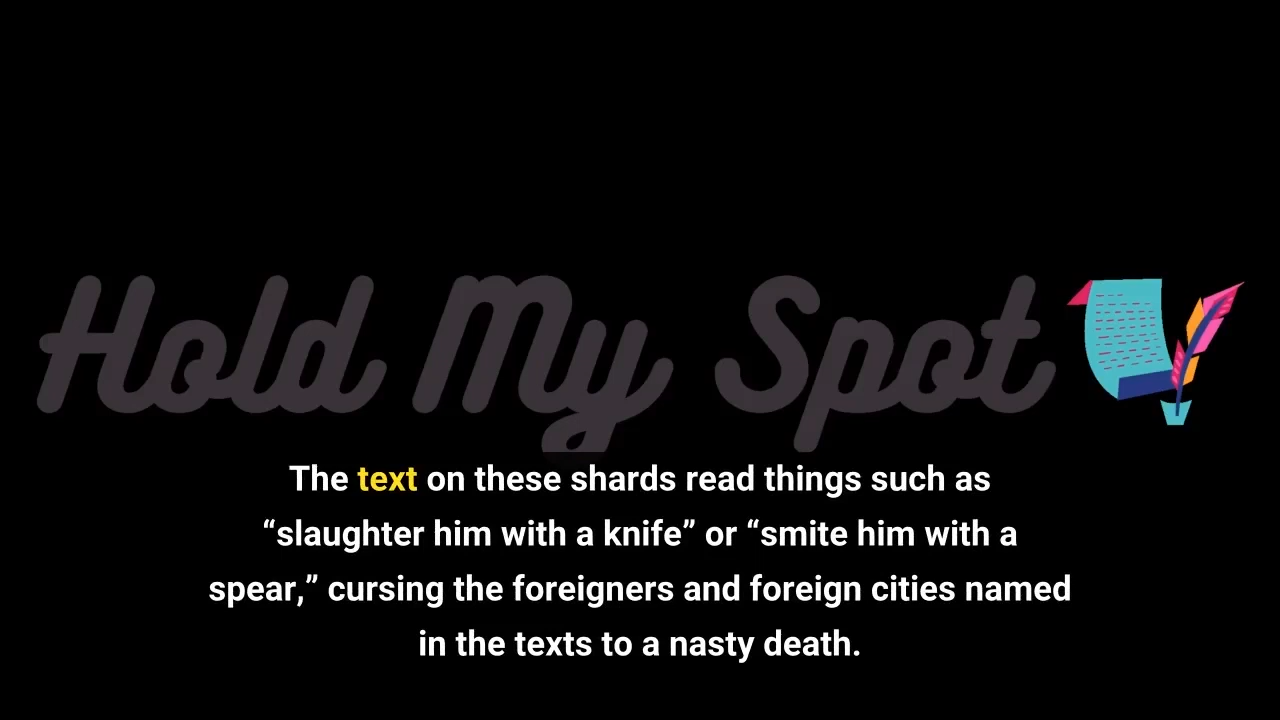 Hold My Spot
The text on these shards read things such as
“slaughter him with a knife” or “smite him with a
spear,” cursing the foreigners and foreign cities named
in the texts to a nasty death.